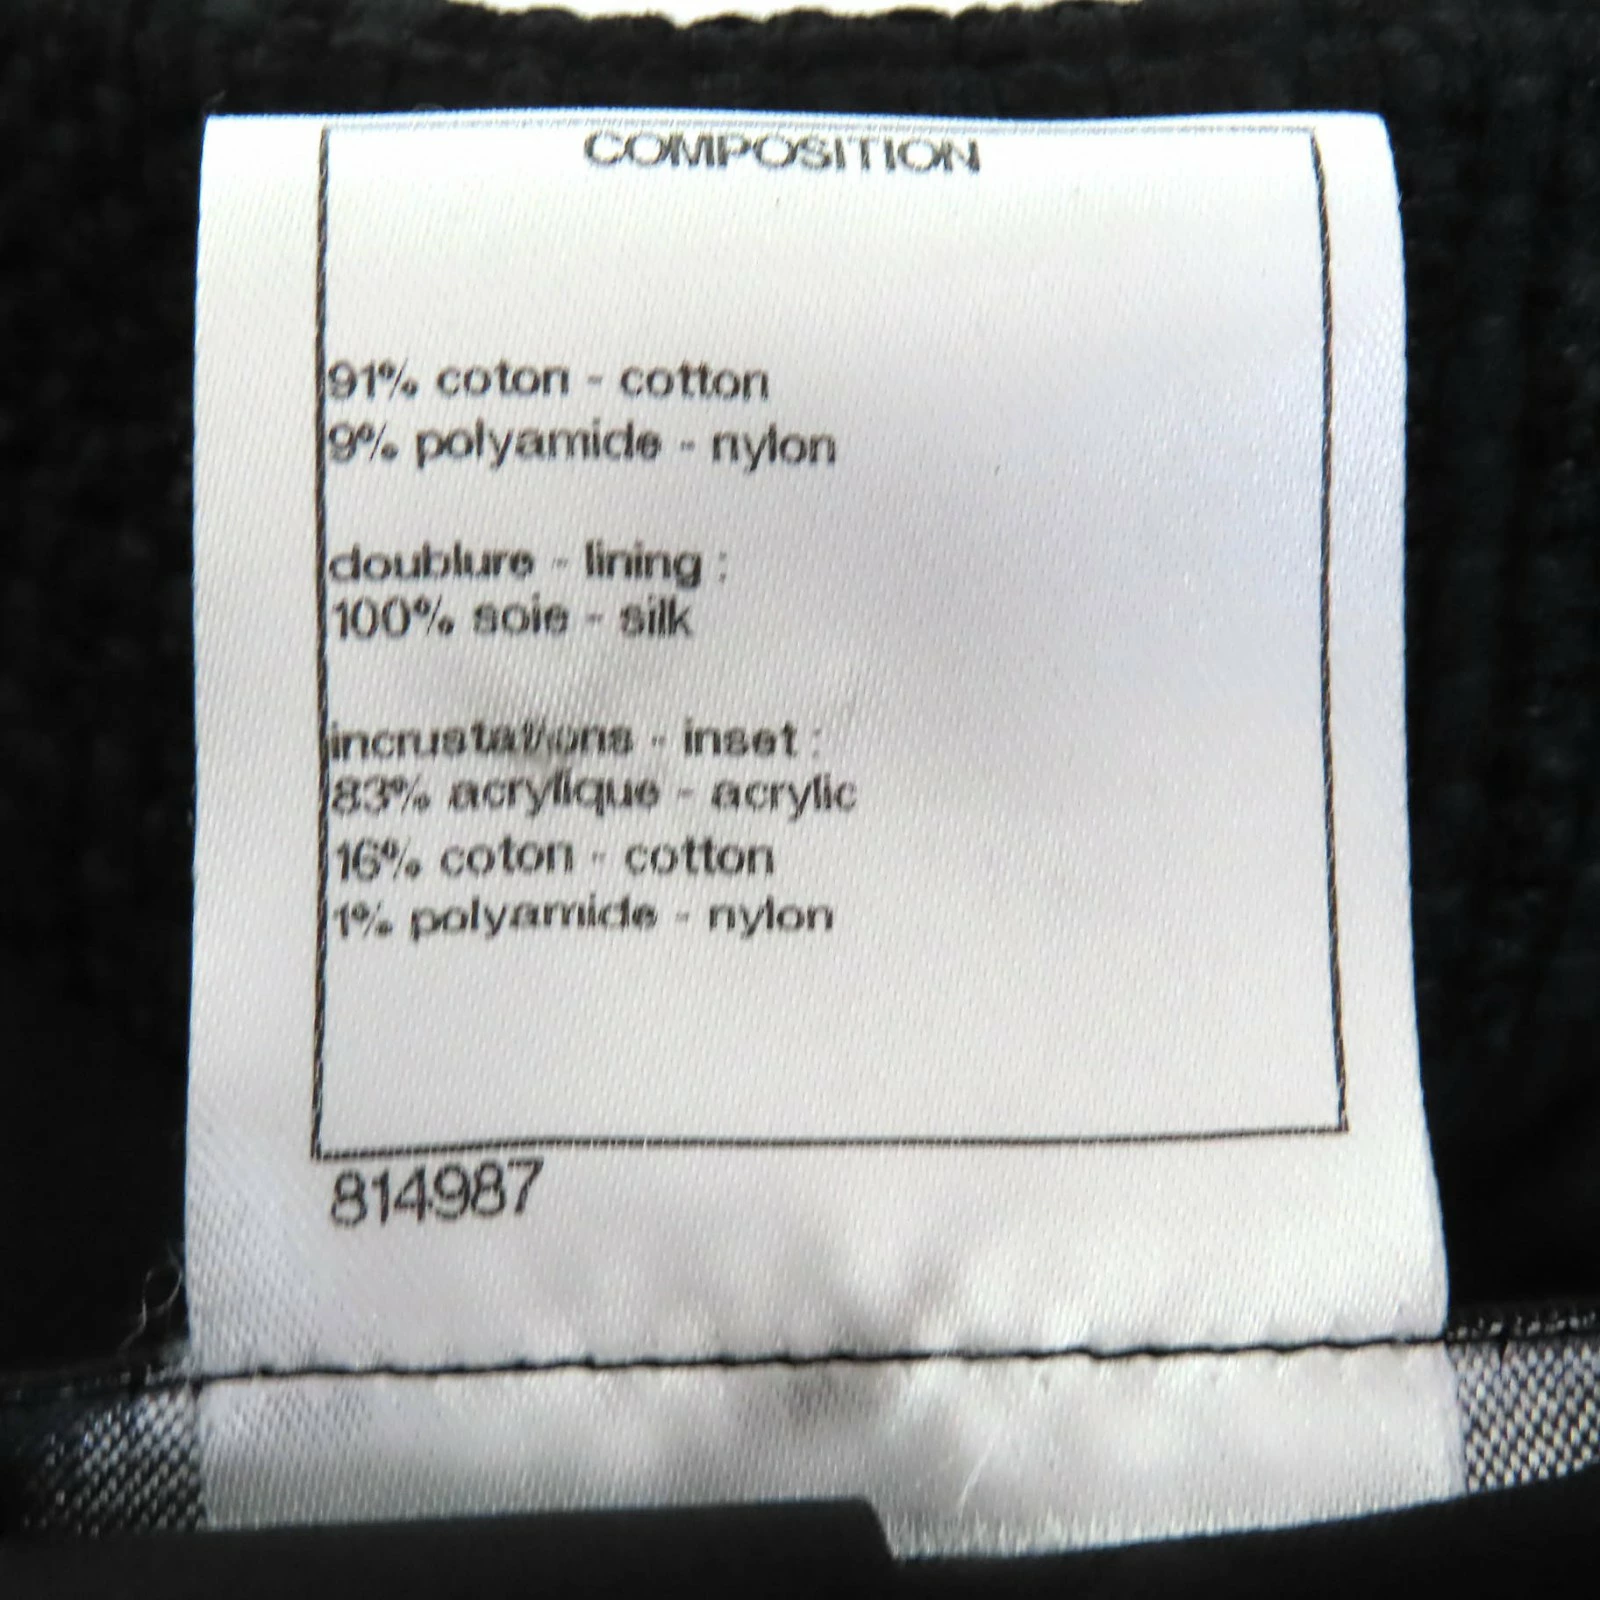 COMPOSITION
91% coton - cotton
9% polyamide - nylon
doublure - lining :
100% soie - silk
incrustations - inset :
83% acrylique - acrylic
16% coton - cotton
1% polyamide - nylon
814987